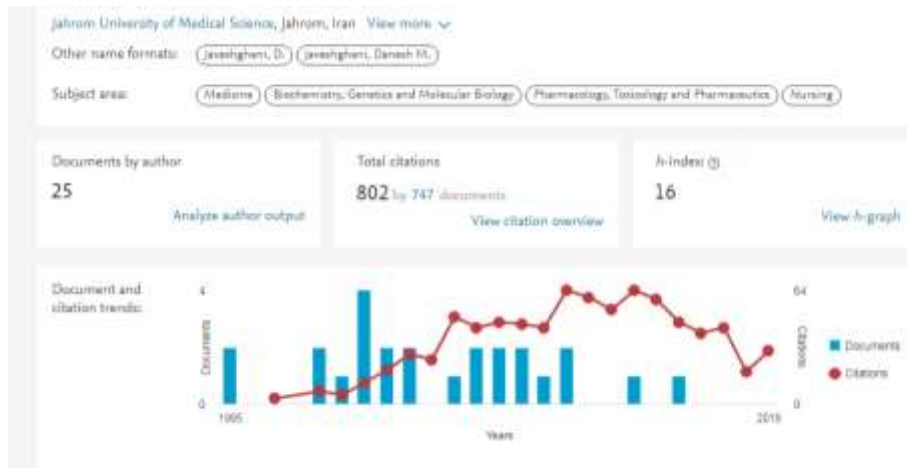 Jahrom University of Medical Science, Jahrom, Iran View more
Other name formats: Javeshghani, D. Javeshghani, Danesh M.
Subject area: Medicine Biochemistry, Genetics and Molecular Biology Pharmacology, Toxicology and Pharmaceutics Nursing
Documents by author
25
Analyze author output
Total citations
802 by 747 documents
View citation overview
h-index
16
View h-graph
Document and
citation trends:
4
0
Documents
1995
Years
2019
64
0
Citations
Documents
Citations